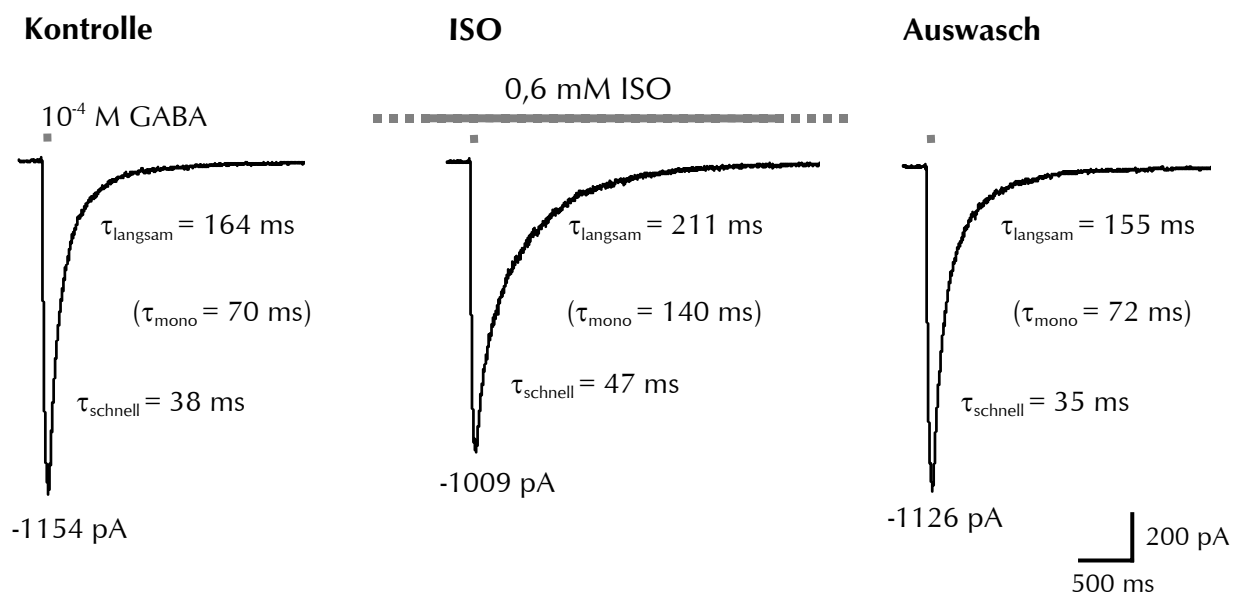 Kontrolle
10⁻⁴ M GABA
τlangsam = 164 ms
(τmono = 70 ms)
τschnell = 38 ms
-1154 pA
ISO
0,6 mM ISO
τlangsam = 211 ms
(τmono = 140 ms)
τschnell = 47 ms
-1009 pA
Auswasch
τlangsam = 155 ms
(τmono = 72 ms)
τschnell = 35 ms
-1126 pA
200 pA
500 ms